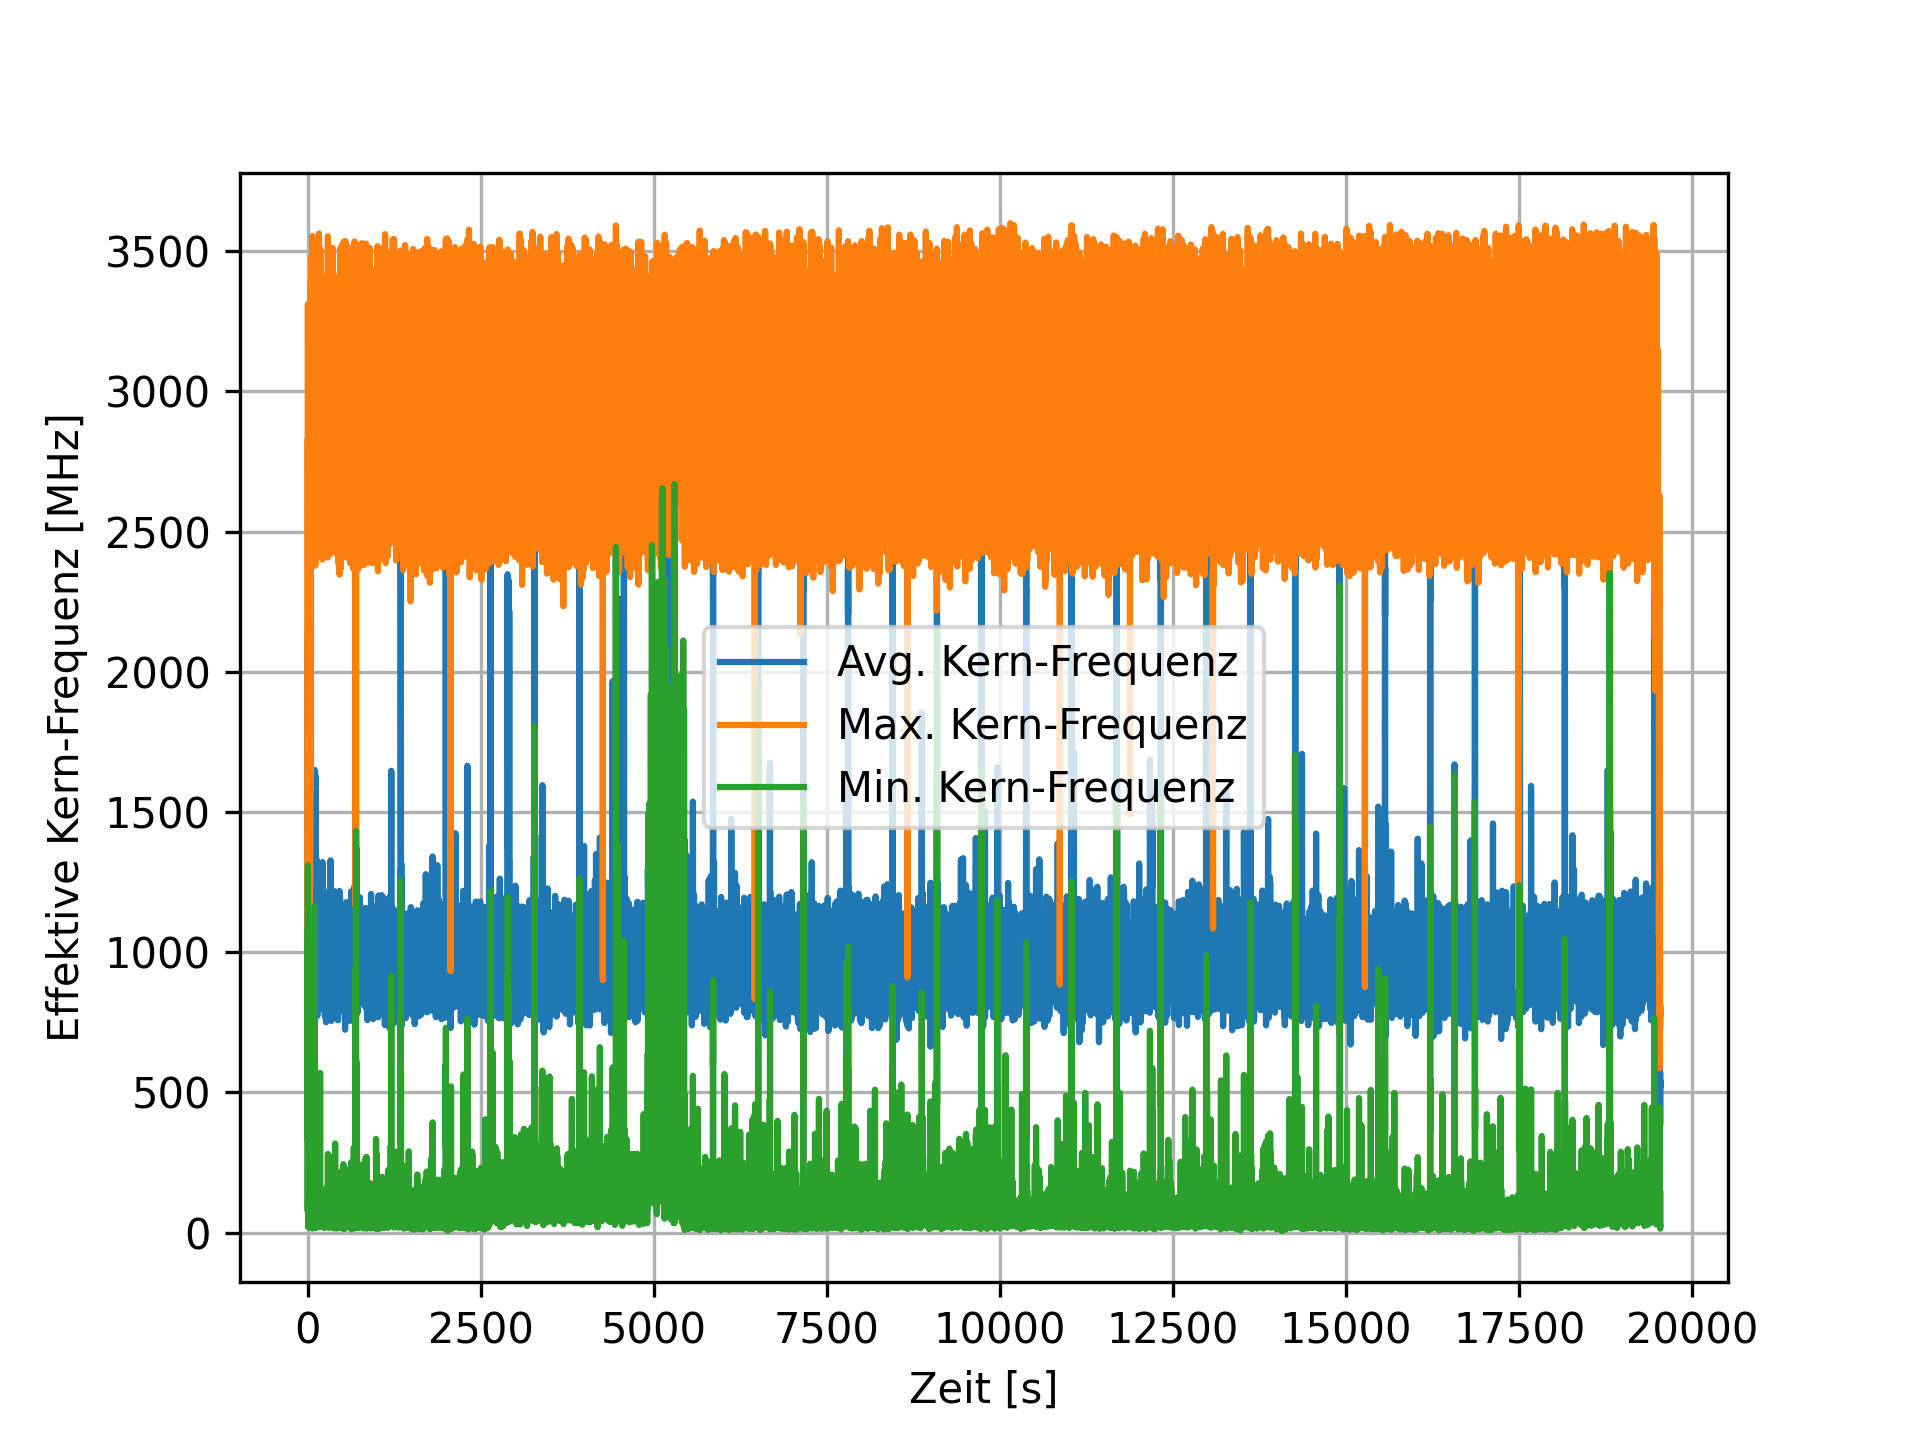 3500
3000
2500
2000
1500
1000
500
0
Effektive Kern-Frequenz [MHz]
Avg. Kern-Frequenz
Max. Kern-Frequenz
Min. Kern-Frequenz
0 2500 5000 7500 10000 12500 15000 17500 20000
Zeit [s]